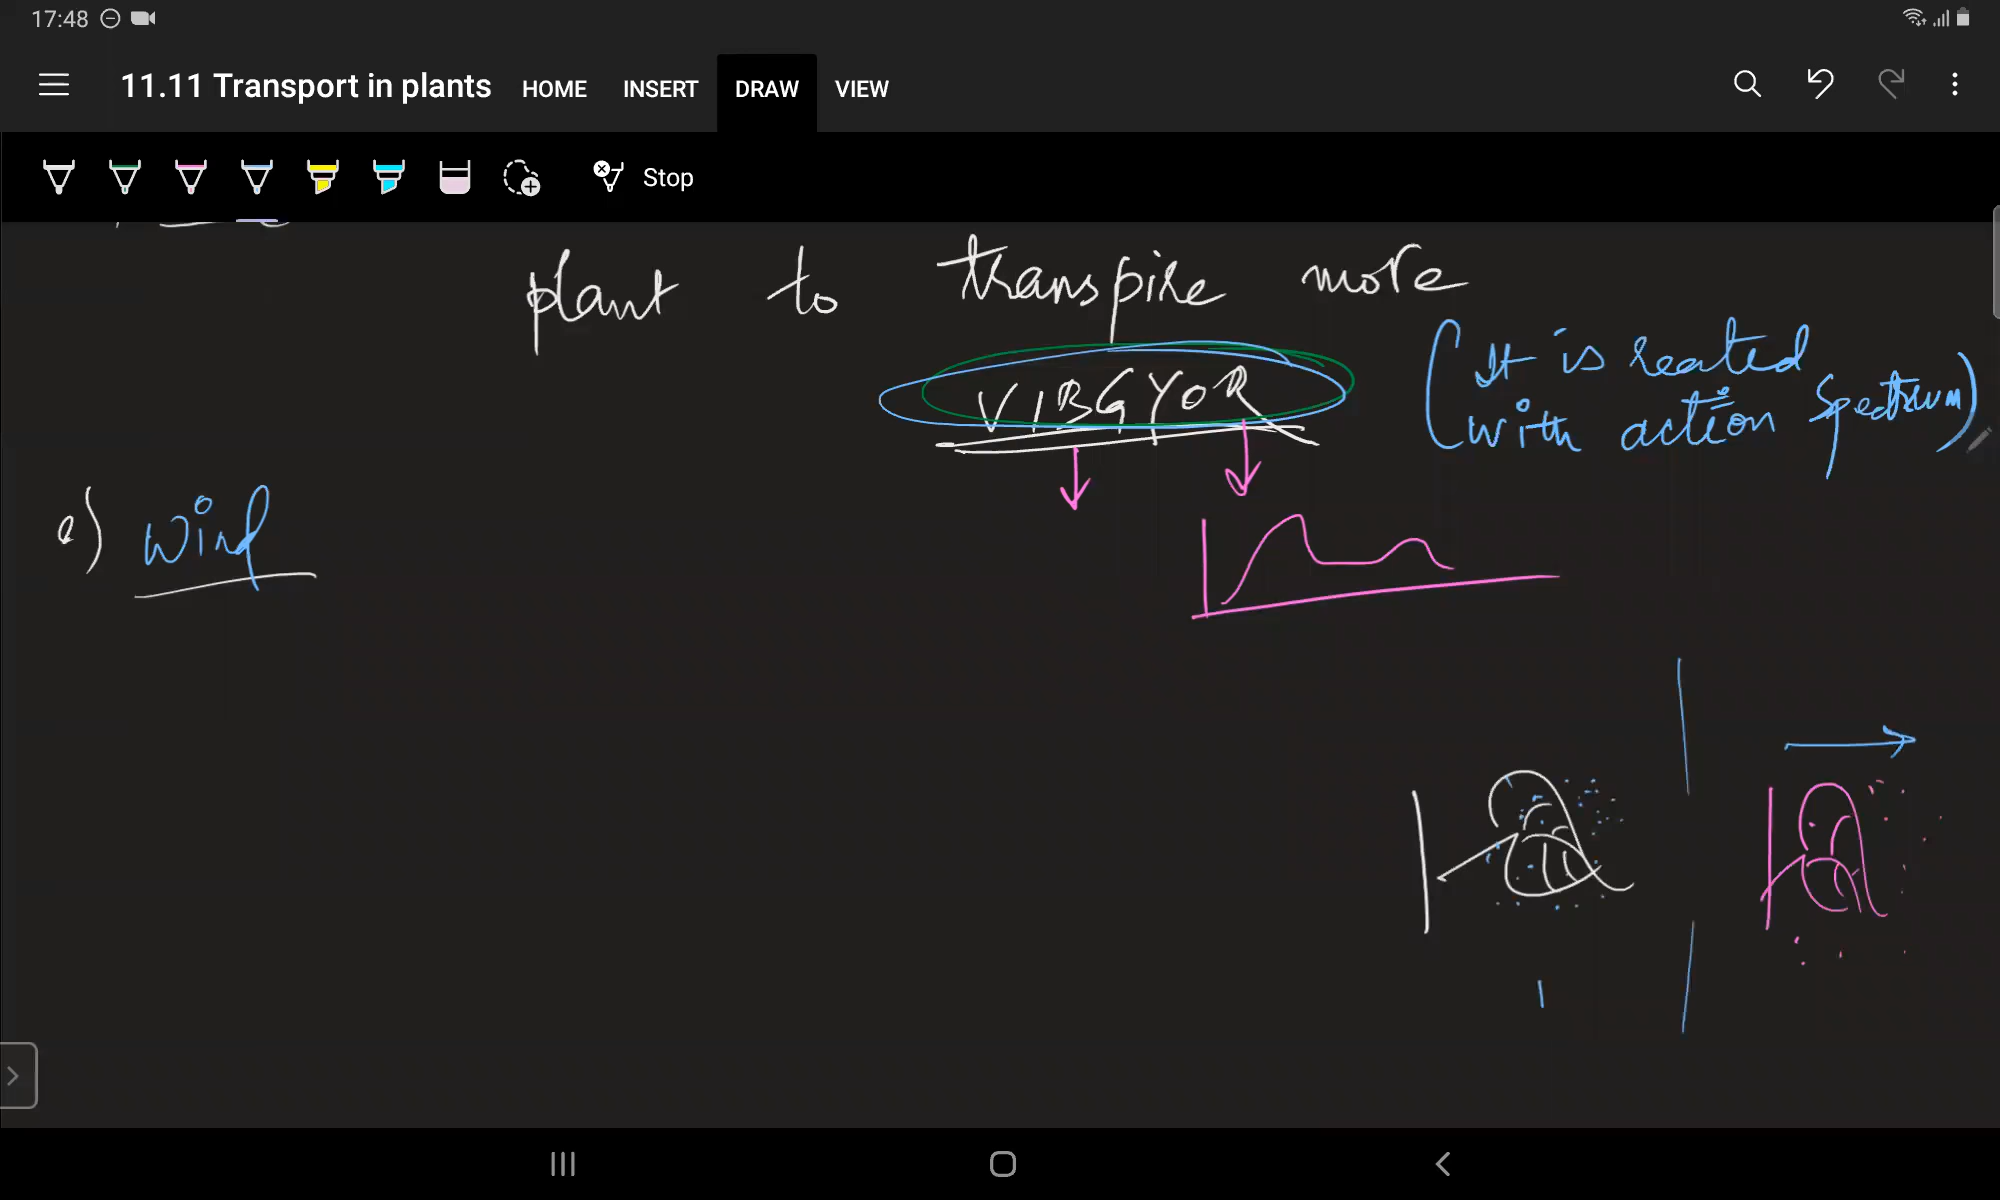 17:48
11.11 Transport in plants HOME INSERT DRAW VIEW
Stop
plant to transpire more
VIBGYOR
(It is reated
with action spectrum)
e) Wind